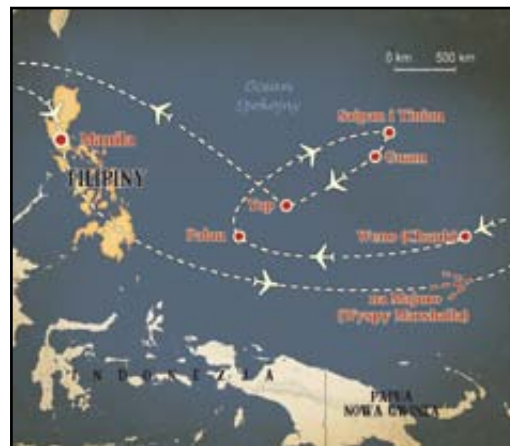 0 km 500 km
Ocean
Spokojny
Saipan i Tinian
Guam
Manila
FILIPINY
Yap
Palau
Weno (Chuuk)
na Majuro
(Wyspy Marshalla)
INDONEZJA
PAPUA
NOWA GWINEA